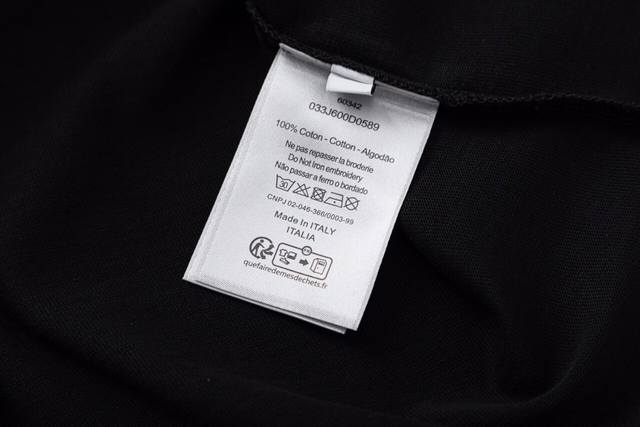 60342
033J600D0589
100% Coton - Cotton - Algodão
Ne pas repasser la broderie
Do Not Iron embroidery
Não passar a ferro o bordado
30
CNPJ 02-046-366/0003-99
Made In ITALY
ITALIA
quefairedemesdechets.fr